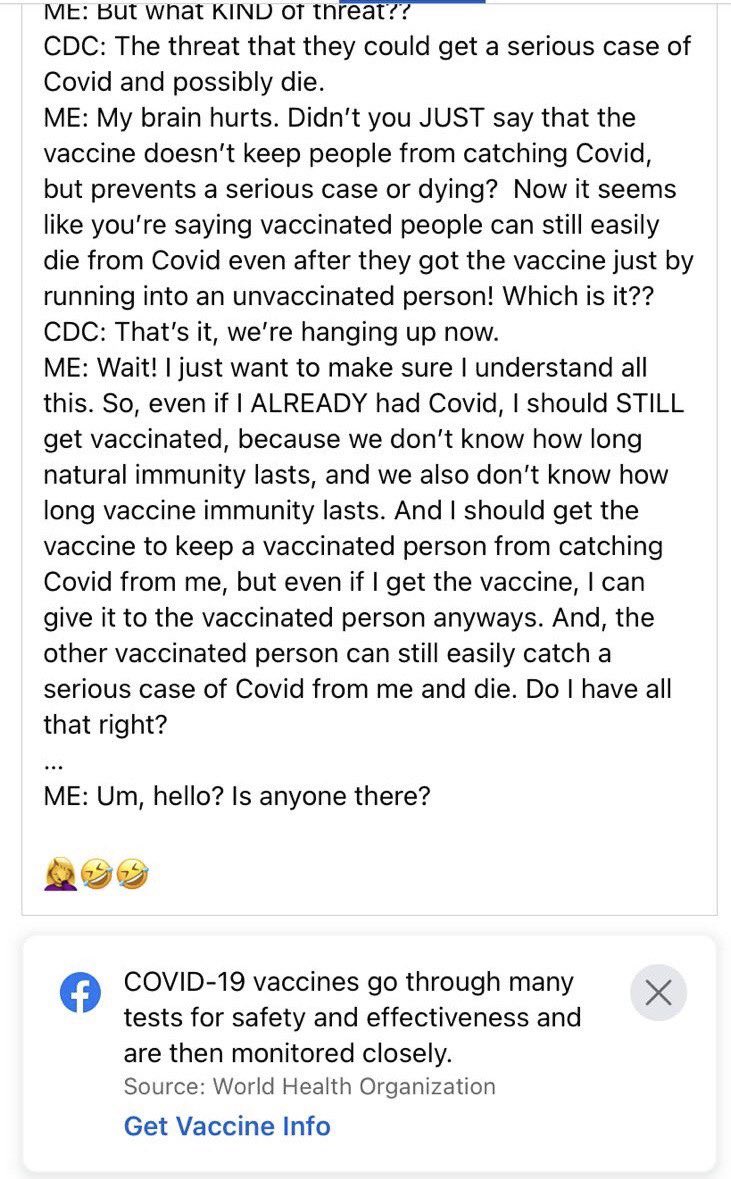 ME: But what KIND of threat??
CDC: The threat that they could get a serious case of
Covid and possibly die.
ME: My brain hurts. Didn’t you JUST say that the
vaccine doesn’t keep people from catching Covid,
but prevents a serious case or dying?  Now it seems
like you’re saying vaccinated people can still easily
die from Covid even after they got the vaccine just by
running into an unvaccinated person! Which is it??
CDC: That’s it, we’re hanging up now.
ME: Wait! I just want to make sure I understand all
this. So, even if I ALREADY had Covid, I should STILL
get vaccinated, because we don’t know how long
natural immunity lasts, and we also don’t know how
long vaccine immunity lasts. And I should get the
vaccine to keep a vaccinated person from catching
Covid from me, but even if I get the vaccine, I can
give it to the vaccinated person anyways. And, the
other vaccinated person can still easily catch a
serious case of Covid from me and die. Do I have all
that right?
...
ME: Um, hello? Is anyone there?
🤦‍♀️🤣🤣
COVID-19 vaccines go through many
tests for safety and effectiveness and
are then monitored closely.
Source: World Health Organization
Get Vaccine Info